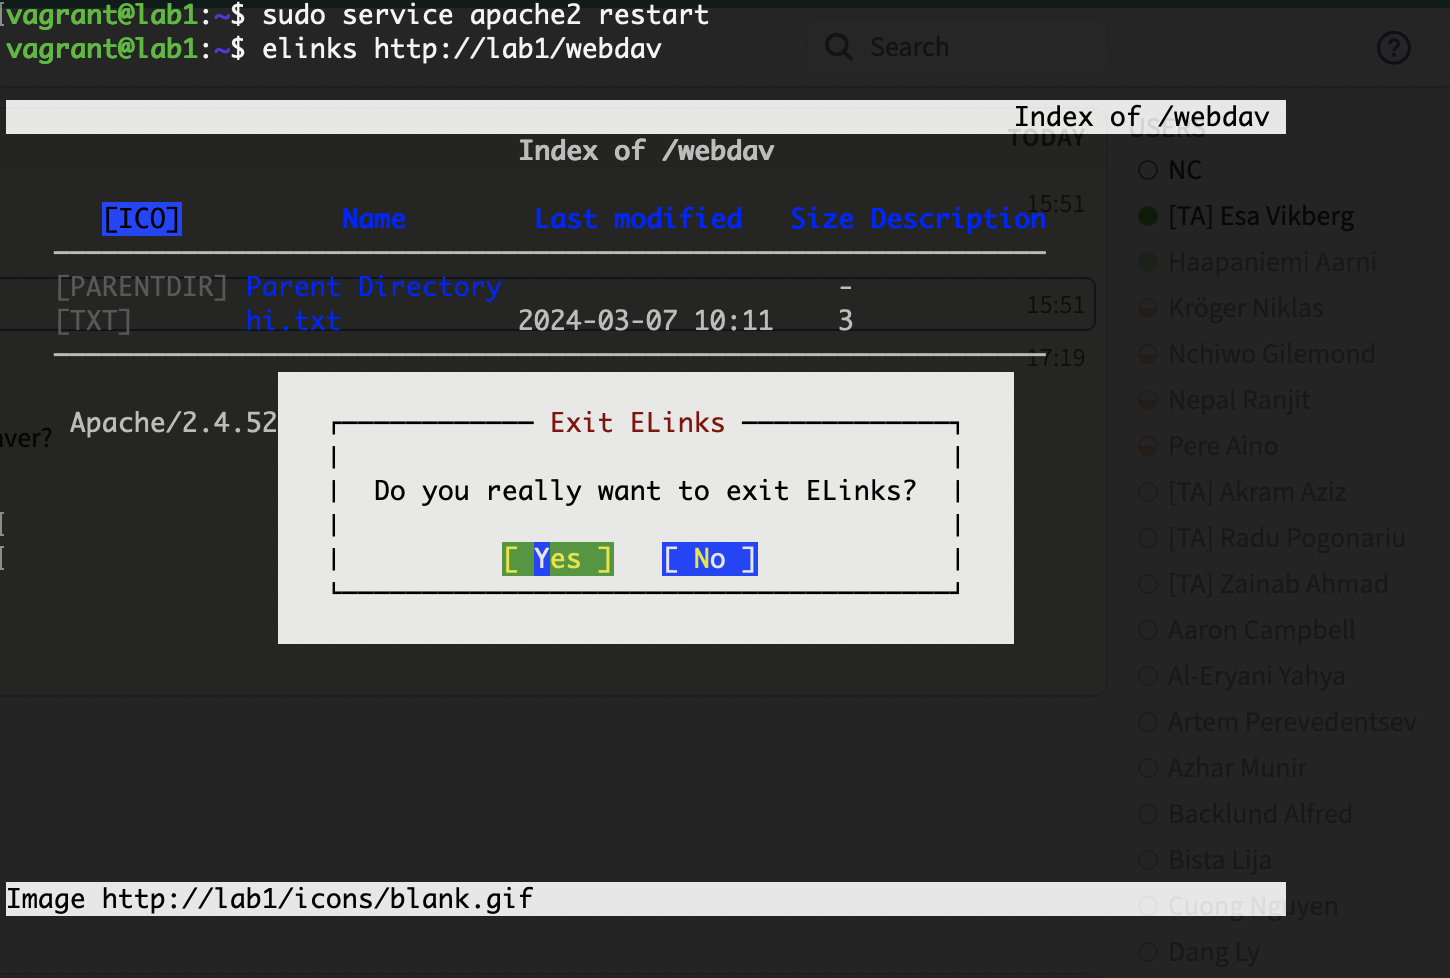 vagrant@lab1:~$ sudo service apache2 restart
vagrant@lab1:~$ elinks http://lab1/webdav
Search
?
Index of /webdav
Index of /webdav
[ICO] Name Last modified Size Description
[PARENTDIR] Parent Directory -
[TXT] hi.txt 2024-03-07 10:11 3
Apache/2.4.52
Exit ELinks
Do you really want to exit ELinks?
[ Yes ] [ No ]
Image http://lab1/icons/blank.gif
TODAY
15:51
15:51
17:19
USERS
NC
[TA] Esa Vikberg
Haapaniemi Aarni
Kröger Niklas
Nchiwo Gilemond
Nepal Ranjit
Pere Aino
[TA] Akram Aziz
[TA] Radu Pogonariu
[TA] Zainab Ahmad
Aaron Campbell
Al-Eryani Yahya
Artem Perevedentsev
Azhar Munir
Backlund Alfred
Bista Lija
Cuong Nguyen
Dang Ly